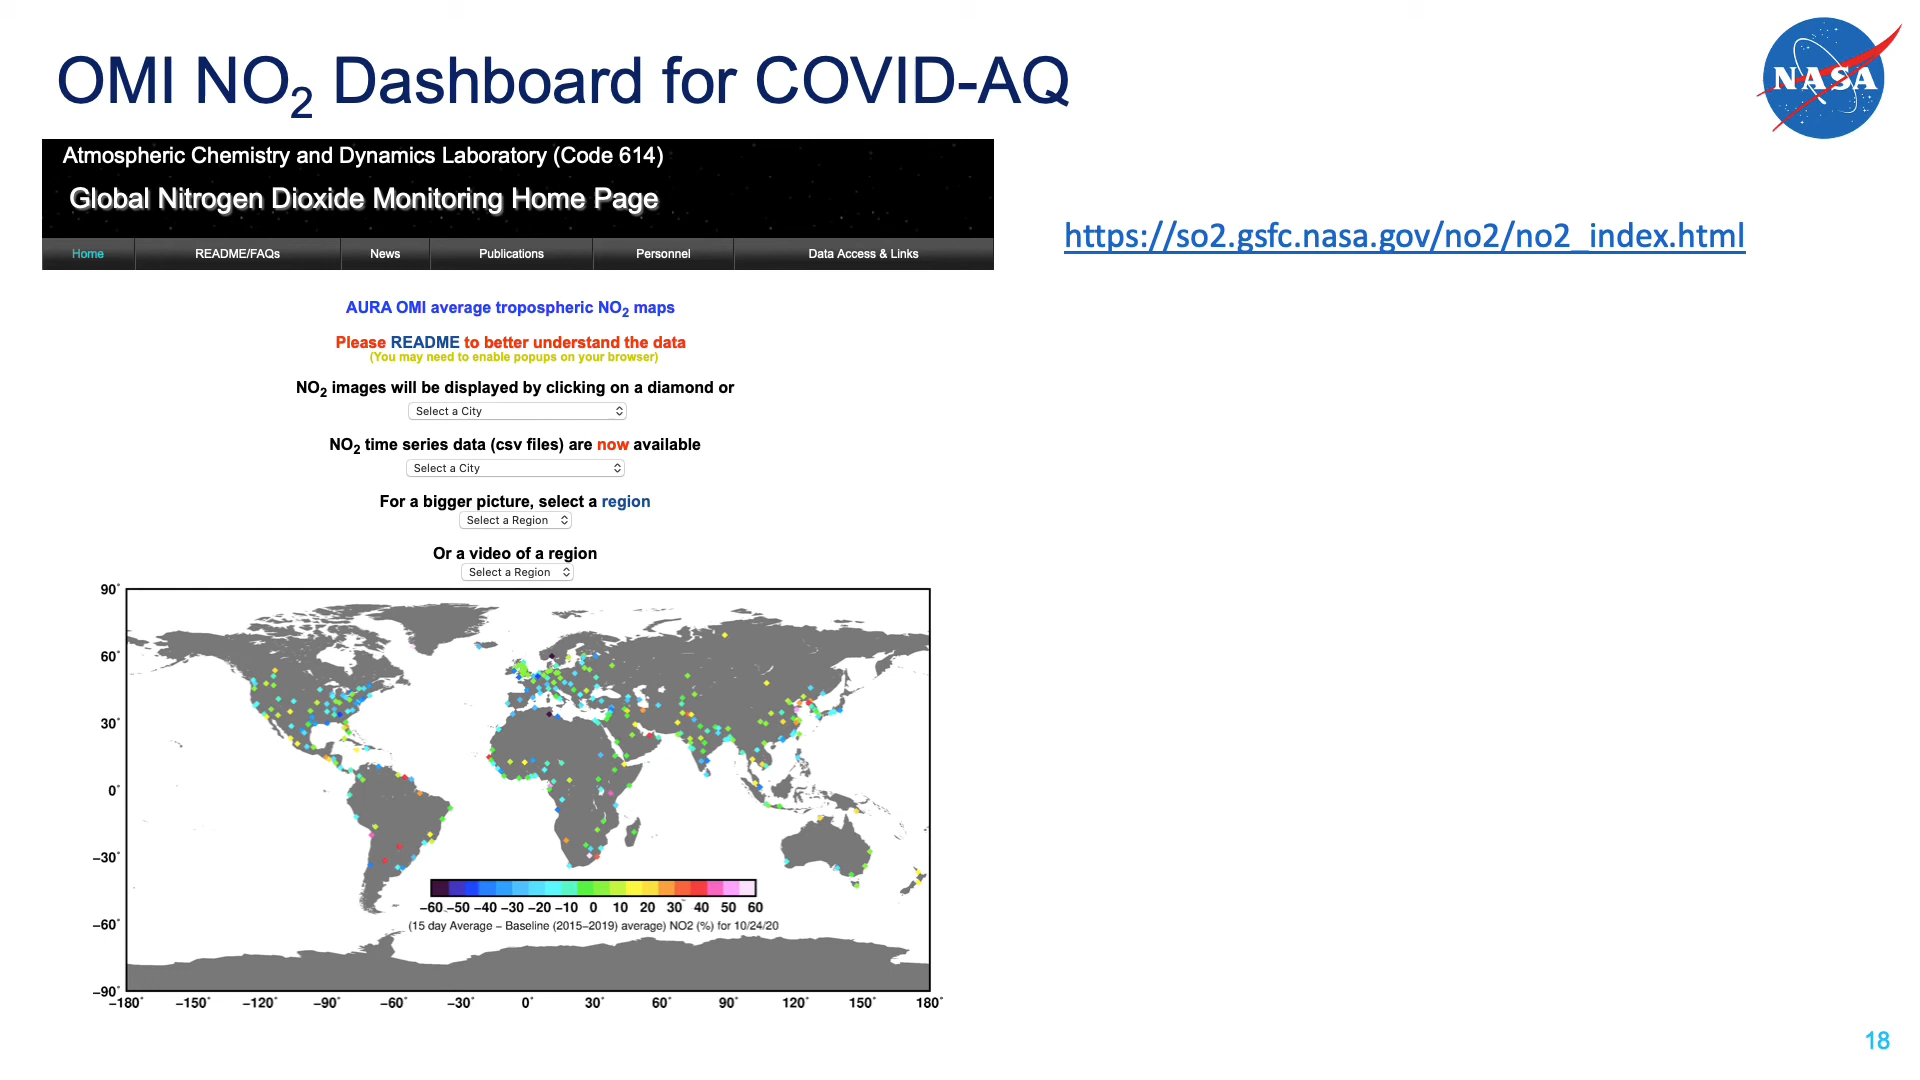 OMI NO2 Dashboard for COVID-AQ
NASA
Atmospheric Chemistry and Dynamics Laboratory (Code 614)
Global Nitrogen Dioxide Monitoring Home Page
Home README/FAQs News Publications Personnel Data Access & Links
https://so2.gsfc.nasa.gov/no2/no2_index.html
AURA OMI average tropospheric NO2 maps
Please README to better understand the data
(You may need to enable popups on your browser)
NO2 images will be displayed by clicking on a diamond or
Select a City
NO2 time series data (csv files) are now available
Select a City
For a bigger picture, select a region
Select a Region
Or a video of a region
Select a Region
90°
60°
30°
0°
−30°
−60°
−90°
−60 −50 −40 −30 −20 −10 0 10 20 30 40 50 60
(15 day Average − Baseline (2015−2019) average) NO2 (%) for 10/24/20
−180° −150° −120° −90° −60° −30° 0° 30° 60° 90° 120° 150° 180°
18